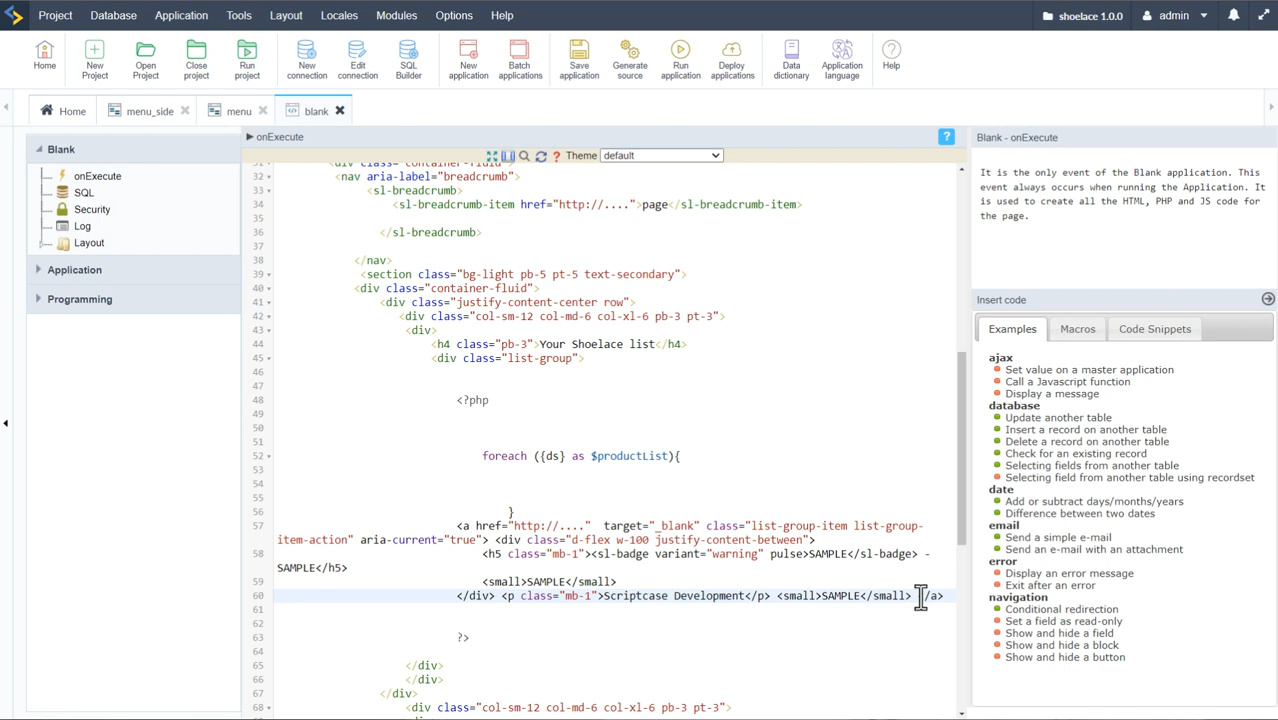 Project Database Application Tools Layout Locales Modules Options Help shoelace 1.0.0 admin
Home New Project Open Project Close project Run project New connection Edit connection SQL Builder New application Batch applications Save application Generate source Run application Deploy applications Data dictionary Application language Help
Home menu_side menu blank
Blank
onExecute
SQL
Security
Log
Layout
Application
Programming
onExecute
Theme default
32 <nav aria-label="breadcrumb">
33 <sl-breadcrumb>
34 <sl-breadcrumb-item href="http://....">page</sl-breadcrumb-item>
35
36 </sl-breadcrumb>
37
38 </nav>
39 <section class="bg-light pb-5 pt-5 text-secondary">
40 <div class="container-fluid">
41 <div class="justify-content-center row">
42 <div class="col-sm-12 col-md-6 col-xl-6 pb-3 pt-3">
43 <div>
44 <h4 class="pb-3">Your Shoelace list</h4>
45 <div class="list-group">
46
47
48 <?php
49
50
51
52 foreach ({ds} as $productList){
53
54
55
56 }
57 <a href="http://...." target="_blank" class="list-group-item list-group-
item-action" aria-current="true"> <div class="d-flex w-100 justify-content-between">
58 <h5 class="mb-1"><sl-badge variant="warning" pulse>SAMPLE</sl-badge> -
SAMPLE</h5>
59 <small>SAMPLE</small>
60 </div> <p class="mb-1">Scriptcase Development</p> <small>SAMPLE</small> </a>
61
62
63 ?>
64
65 </div>
66 </div>
67 </div>
68 <div class="col-sm-12 col-md-6 col-xl-6 pb-3 pt-3">
Blank - onExecute
It is the only event of the Blank application. This
event always occurs when running the Application. It
is used to create all the HTML, PHP and JS code for
the page.
Insert code
Examples Macros Code Snippets
ajax
Set value on a master application
Call a Javascript function
Display a message
database
Update another table
Insert a record on another table
Delete a record on another table
Check for an existing record
Selecting fields from another table
Selecting field from another table using recordset
date
Add or subtract days/months/years
Difference between two dates
email
Send a simple e-mail
Send an e-mail with an attachment
error
Display an error message
Exit after an error
navigation
Conditional redirection
Set a field as read-only
Show and hide a field
Show and hide a block
Show and hide a button